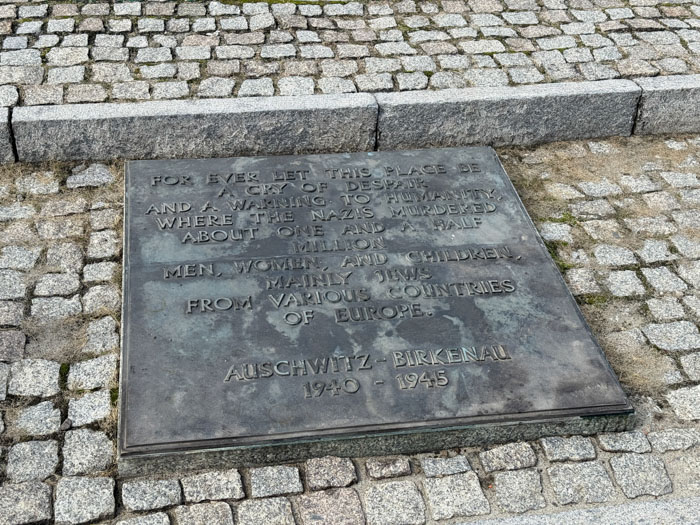 FOR EVER LET THIS PLACE BE
A CRY OF DESPAIR
AND A WARNING TO HUMANITY,
WHERE THE NAZIS MURDERED
ABOUT ONE AND A HALF
MILLION
MEN, WOMEN, AND CHILDREN,
MAINLY JEWS
FROM VARIOUS COUNTRIES
OF EUROPE.
AUSCHWITZ-BIRKENAU
1940 - 1945